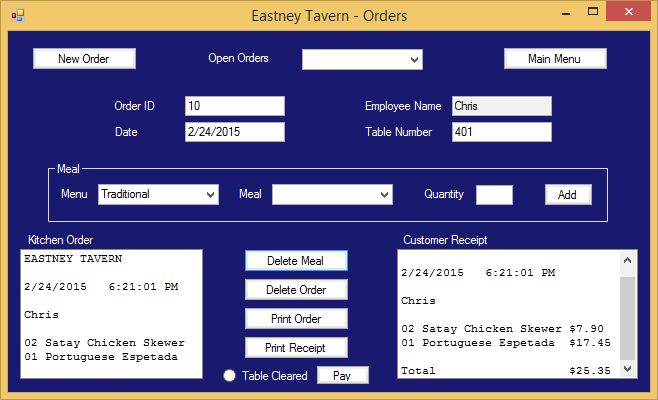 Eastney Tavern - Orders
New Order Open Orders Main Menu
Order ID 10 Employee Name Chris
Date 2/24/2015 Table Number 401
Meal
Menu Traditional Meal Quantity Add
Kitchen Order
EASTNEY TAVERN
2/24/2015 6:21:01 PM
Chris
02 Satay Chicken Skewer
01 Portuguese Espetada
Delete Meal
Delete Order
Print Order
Print Receipt
Table Cleared Pay
Customer Receipt
2/24/2015 6:21:01 PM
Chris
02 Satay Chicken Skewer $7.90
01 Portuguese Espetada $17.45
Total $25.35